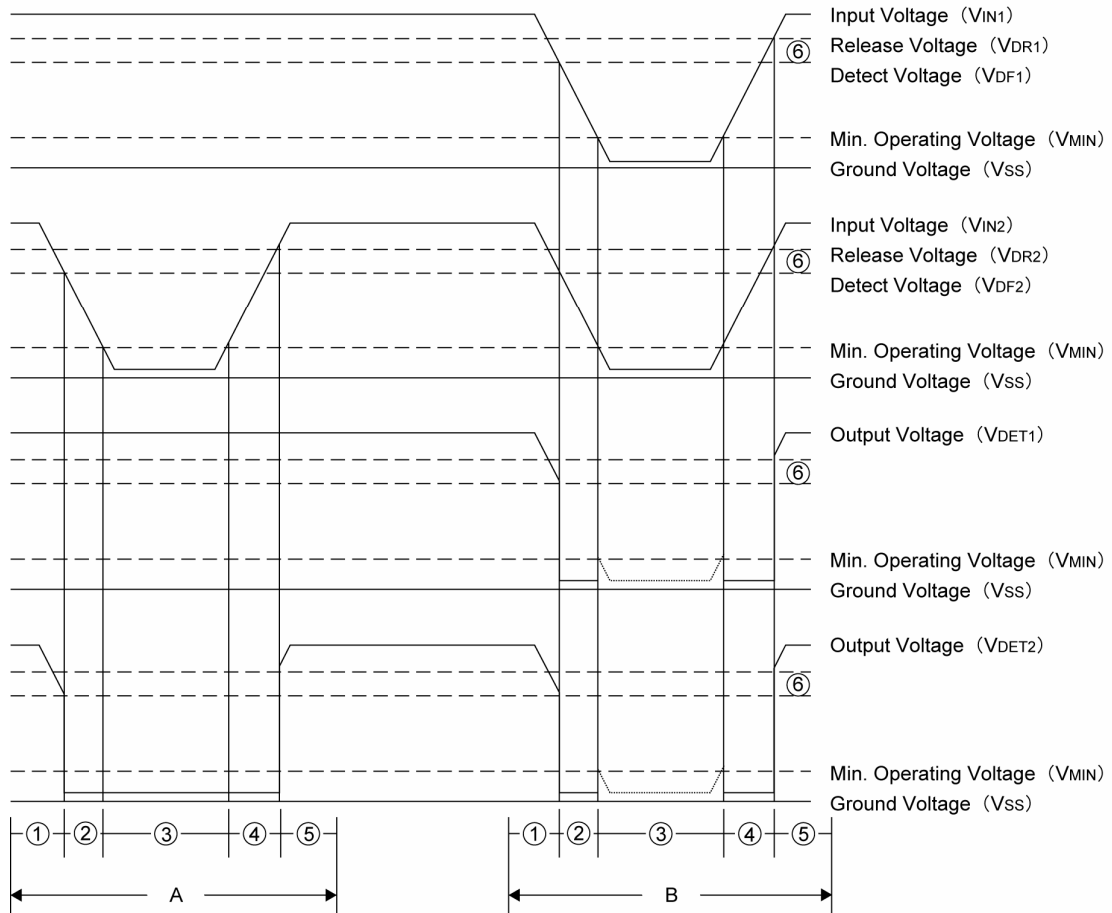 Input Voltage（VIN1）
⑥ Release Voltage（VDR1）
Detect Voltage（VDF1）
Min. Operating Voltage（VMIN）
Ground Voltage（VSS）
Input Voltage（VIN2）
⑥ Release Voltage（VDR2）
Detect Voltage（VDF2）
Min. Operating Voltage（VMIN）
Ground Voltage（VSS）
Output Voltage（VDET1）
⑥
Min. Operating Voltage（VMIN）
Ground Voltage（VSS）
Output Voltage（VDET2）
⑥
Min. Operating Voltage（VMIN）
Ground Voltage（VSS）
① ② ③ ④ ⑤ ① ② ③ ④ ⑤
A B